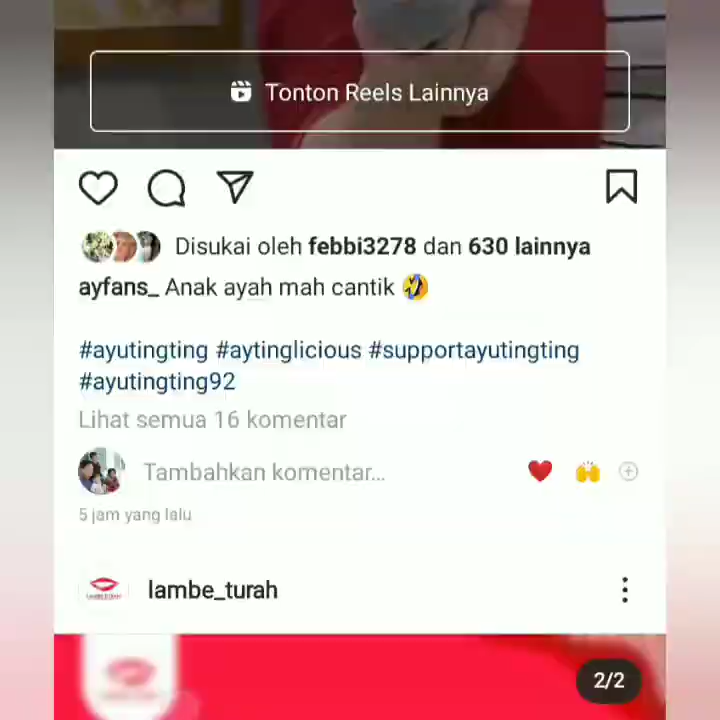 Tonton Reels Lainnya
Disukai oleh febbi3278 dan 630 lainnya
ayfans_ Anak ayah mah cantik 🤣
#ayutingting #aytinglicious #supportayutingting
#ayutingting92
Lihat semua 16 komentar
Tambahkan komentar...
5 jam yang lalu
lambe_turah
2/2